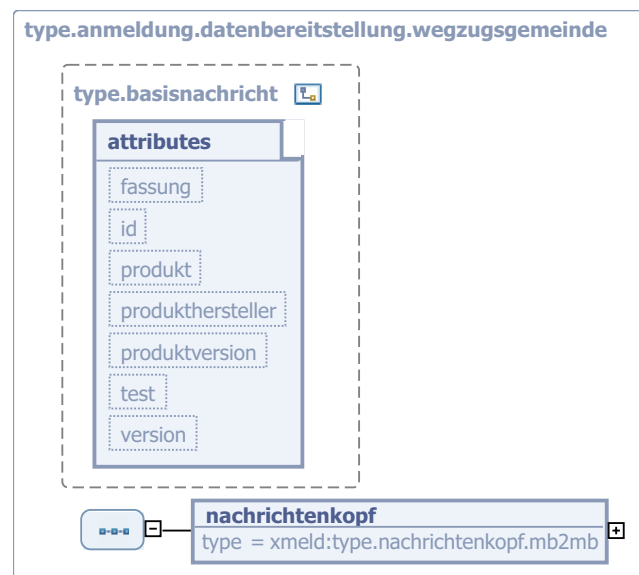 type.anmeldung.datenbereitstellung.wegzugsgemeinde
type.basisnachricht
attributes
fassung
id
produkt
produkthersteller
produktversion
test
version
nachrichtenkopf
type = xmeld:type.nachrichtenkopf.mb2mb